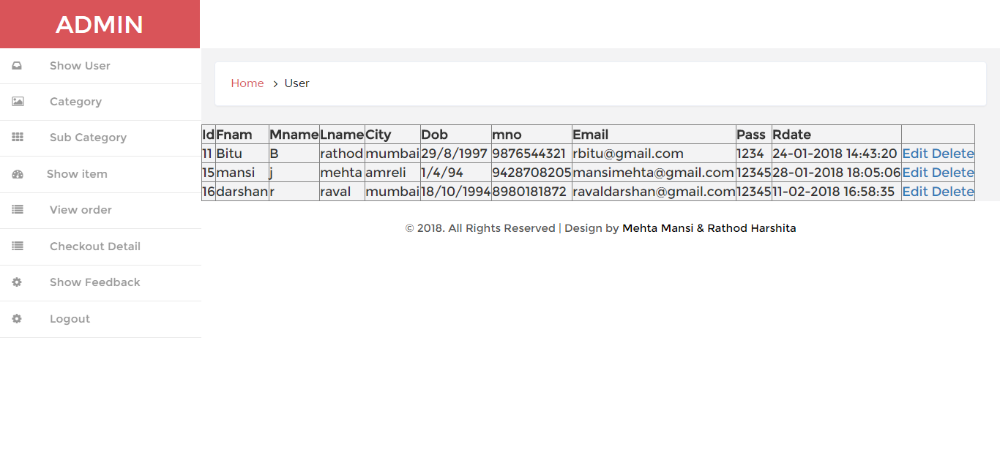 ADMIN
Show User
Category
Sub Category
Show item
View order
Checkout Detail
Show Feedback
Logout
Home > User
Id Fnam Mname Lname City Dob mno Email Pass Rdate
11 Bitu B rathod mumbai 29/8/1997 9876544321 rbitu@gmail.com 1234 24-01-2018 14:43:20 Edit Delete
15 mansi j mehta amreli 1/4/94 9428708205 mansimehta@gmail.com 12345 28-01-2018 18:05:06 Edit Delete
16 darshan r raval mumbai 18/10/1994 8980181872 ravaldarshan@gmail.com 12345 11-02-2018 16:58:35 Edit Delete
© 2018. All Rights Reserved | Design by Mehta Mansi & Rathod Harshita